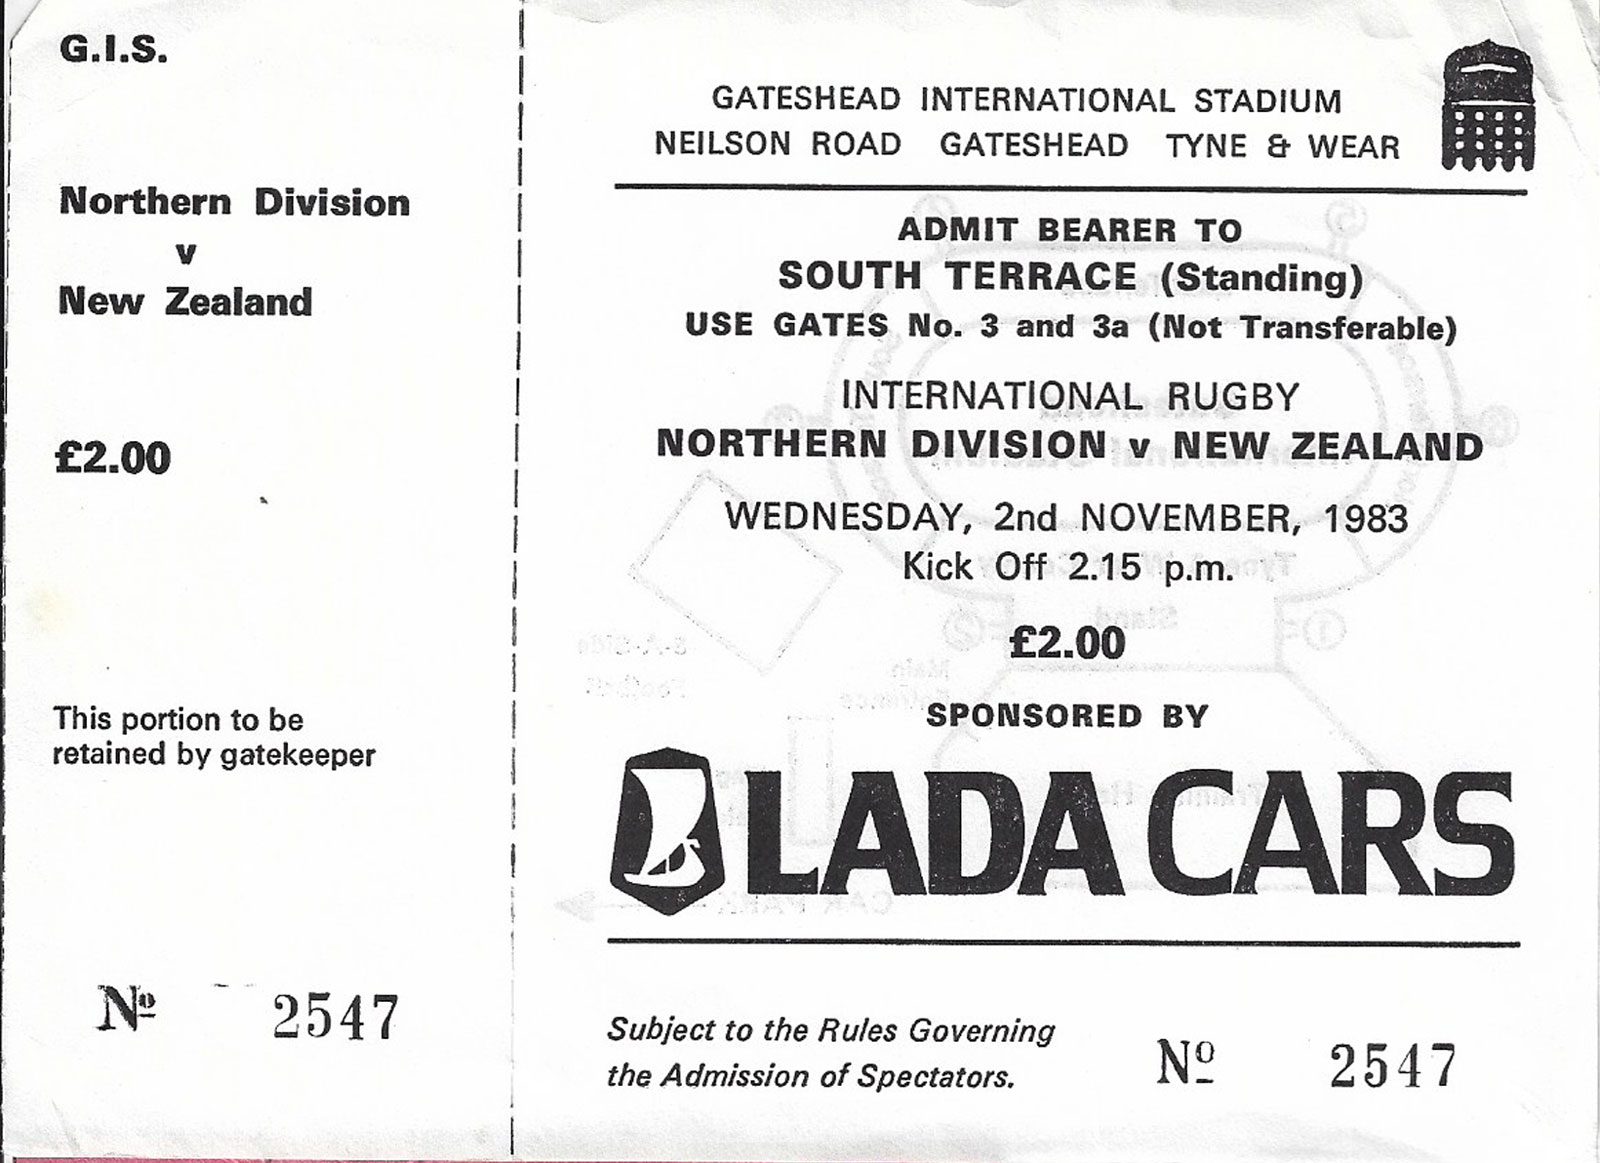 G.I.S.
Northern Division
v
New Zealand
£2.00
This portion to be
retained by gatekeeper
Nº 2547
GATESHEAD INTERNATIONAL STADIUM
NEILSON ROAD GATESHEAD TYNE & WEAR
ADMIT BEARER TO
SOUTH TERRACE (Standing)
USE GATES No. 3 and 3a (Not Transferable)
INTERNATIONAL RUGBY
NORTHERN DIVISION v NEW ZEALAND
WEDNESDAY, 2nd NOVEMBER, 1983
Kick Off 2.15 p.m.
£2.00
SPONSORED BY
LADA CARS
Subject to the Rules Governing
the Admission of Spectators.
Nº 2547